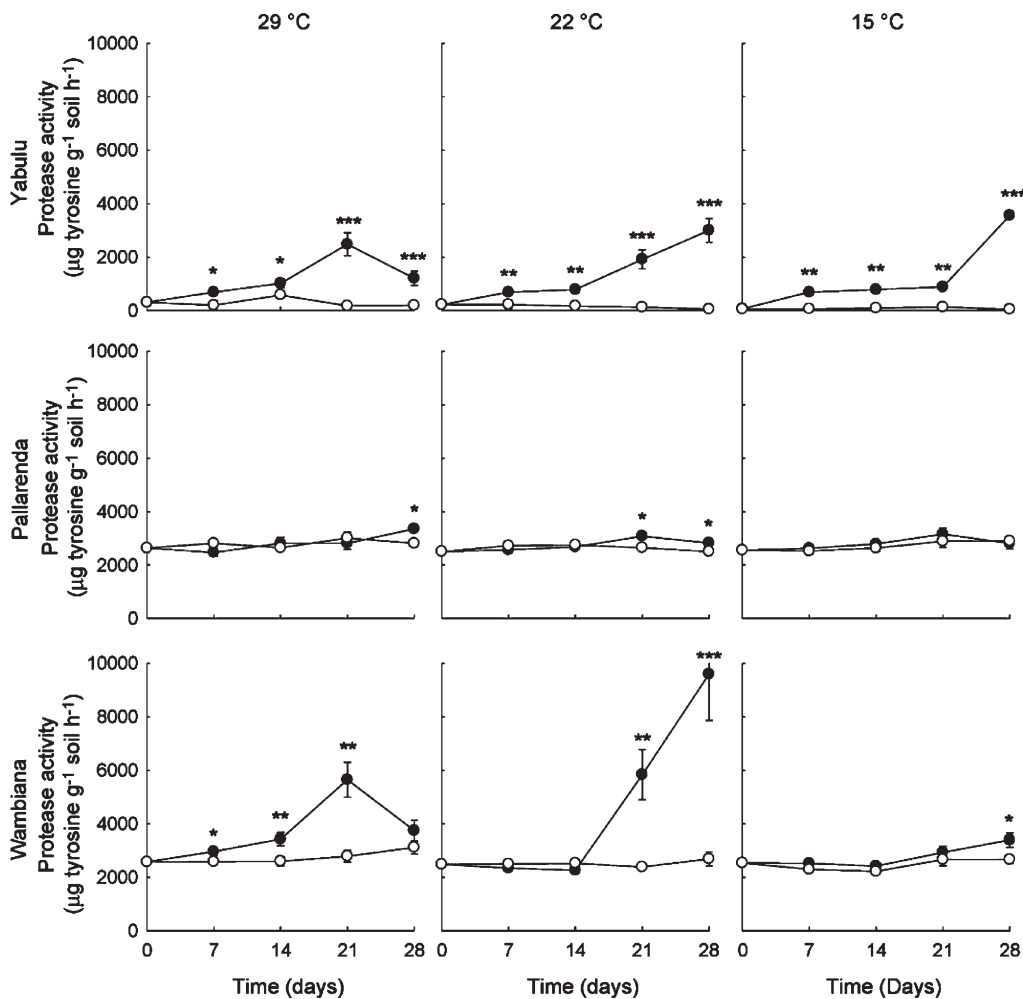 29 °C 22 °C 15 °C
Yabulu
Protease activity
(µg tyrosine g-1 soil h-1)
10000
8000
6000
4000
2000
0
* * *** ***
** ** *** ***
** ** ** ***
Pallarenda
Protease activity
(µg tyrosine g-1 soil h-1)
10000
8000
6000
4000
2000
0
*
* *
Wambiana
Protease activity
(µg tyrosine g-1 soil h-1)
10000
8000
6000
4000
2000
0
* ** **
** ***
*
0 7 14 21 28 0 7 14 21 28 0 7 14 21 28
Time (days) Time (days) Time (Days)